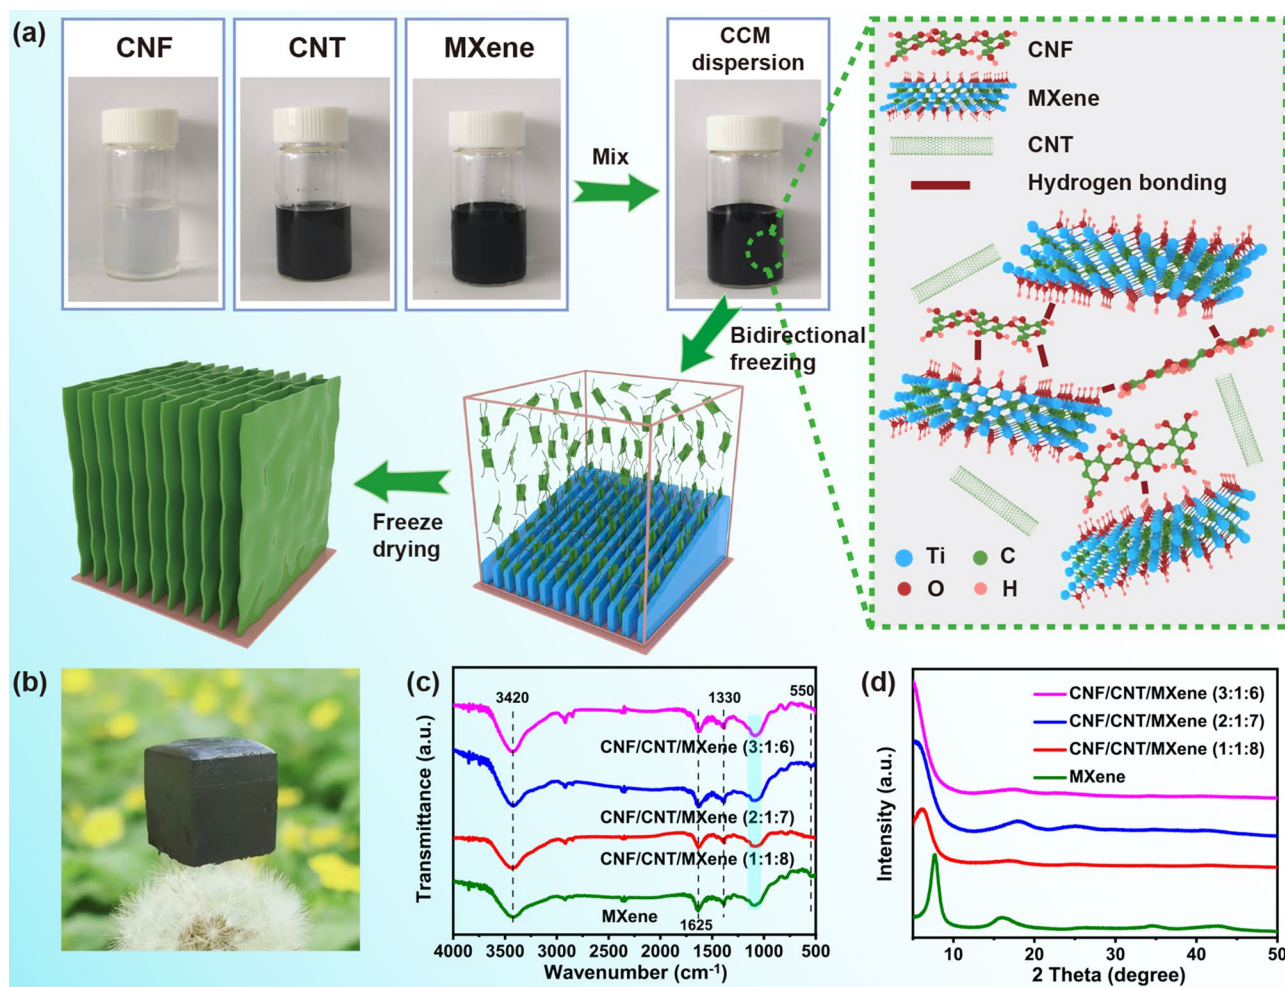 (a)
CNF
CNT
MXene
CCM
dispersion
Mix
CNF
MXene
CNT
Hydrogen bonding
Bidirectional
freezing
Freeze
drying
Ti
C
O
H
(b)
(c)
3420
1330
550
CNF/CNT/MXene (3:1:6)
CNF/CNT/MXene (2:1:7)
CNF/CNT/MXene (1:1:8)
MXene
1625
Transmittance (a.u.)
4000 3500 3000 2500 2000 1500 1000 500
Wavenumber (cm⁻¹)
(d)
CNF/CNT/MXene (3:1:6)
CNF/CNT/MXene (2:1:7)
CNF/CNT/MXene (1:1:8)
MXene
Intensity (a.u.)
10 20 30 40 50
2 Theta (degree)